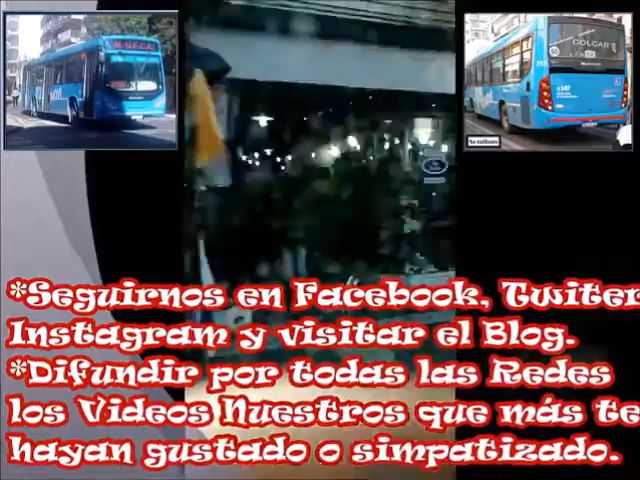 COLCAR
*Seguirnos en Facebook, Twiter
Instagram y visitar el Blog.
*Difundir por todas las Redes
los Videos Nuestros que más te
hayan gustado o simpatizado.